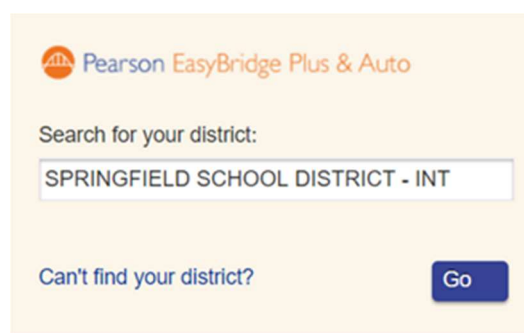 Pearson EasyBridge Plus & Auto
Search for your district:
SPRINGFIELD SCHOOL DISTRICT - INT
Can't find your district?
Go